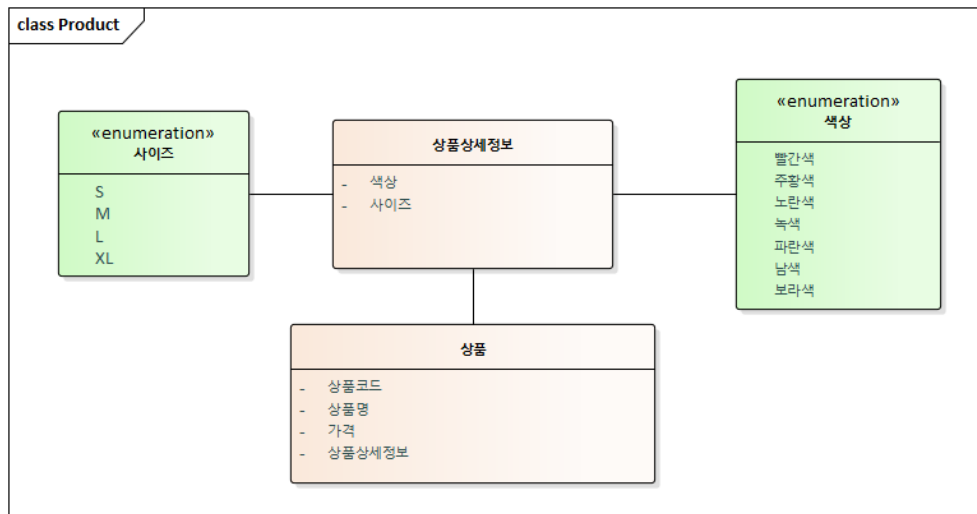 class Product
«enumeration»
사이즈
S
M
L
XL
상품상세정보
- 색상
- 사이즈
«enumeration»
색상
빨간색
주황색
노란색
녹색
파란색
남색
보라색
상품
- 상품코드
- 상품명
- 가격
- 상품상세정보